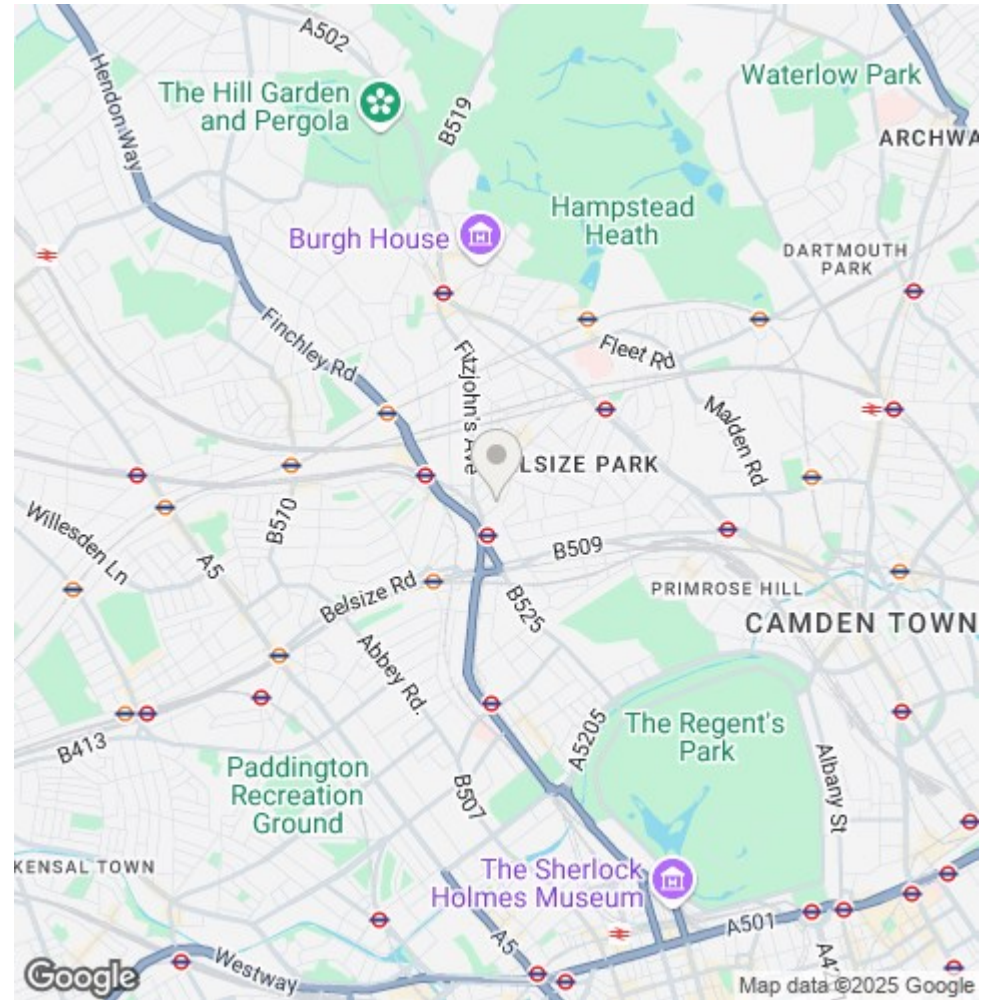 A502
Hendon Way
The Hill Garden
and Pergola
B519
Waterlow Park
ARCHWA
Hampstead
Heath
Burgh House
DARTMOUTH
PARK
Finchley Rd
Fitzjohn's Ave
Fleet Rd
Malden Rd
LSIZE PARK
Willesden Ln
B510
A5
B509
Belsize Rd
PRIMROSE HILL
B525
CAMDEN TOWN
Abbey Rd.
A5205
The Regent's
Park
B413
Paddington
Recreation
Ground
B507
Albany St
KENSAL TOWN
The Sherlock
Holmes Museum
A501
A5
Westway
Google
Map data ©2025 Google